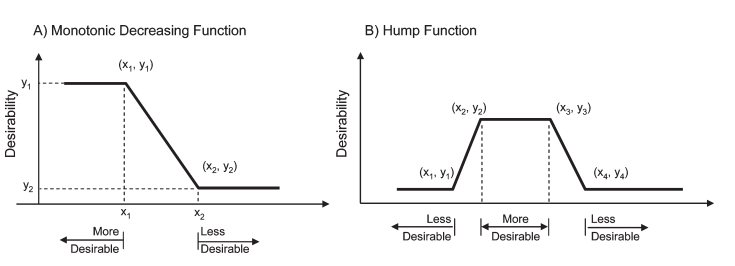 A) Monotonic Decreasing Function
B) Hump Function
(x₁, y₁)
y₁
Desirability
(x₂, y₂)
y₂
x₁
x₂
More
Desirable
Less
Desirable
Desirability
(x₂, y₂)
(x₃, y₃)
(x₁, y₁)
(x₄, y₄)
Less
Desirable
More
Desirable
Less
Desirable